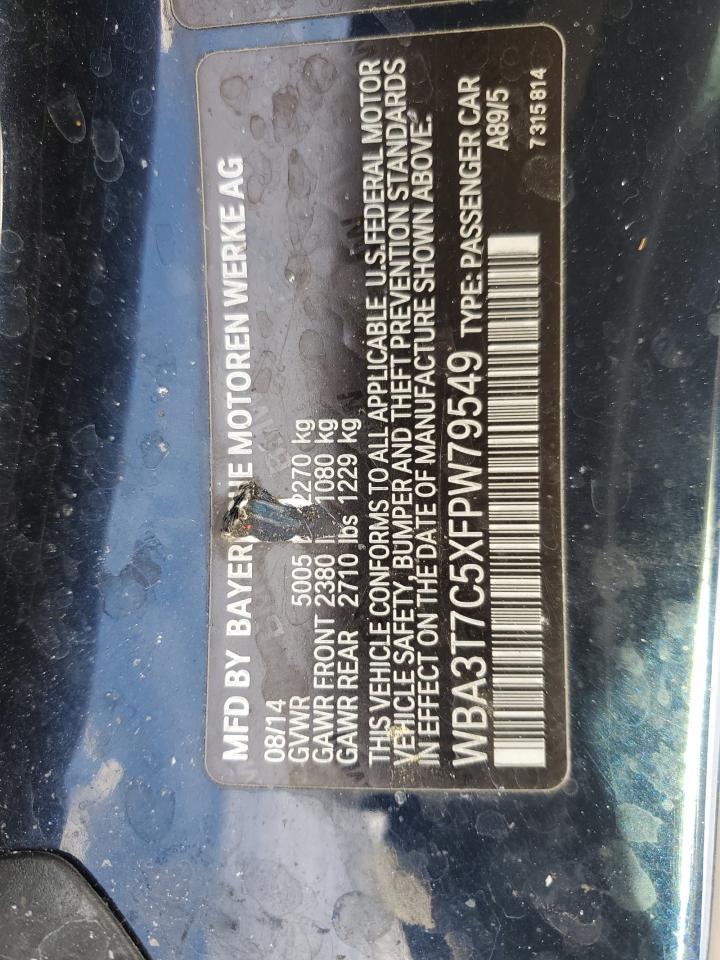 MFD BY BAYER HE MOTOREN WERKE AG
08/14
GVWR 5005 2270 kg
GAWR FRONT 2380 l 1080 kg
GAWR REAR 2710 lbs 1229 kg
THIS VEHICLE CONFORMS TO ALL APPLICABLE U.S.FEDERAL MOTOR
VEHICLE SAFETY, BUMPER AND THEFT PREVENTION STANDARDS
IN EFFECT ON THE DATE OF MANUFACTURE SHOWN ABOVE.
WBA3T7C5XFPW79549 TYPE: PASSENGER CAR
A89/5
7 315 814